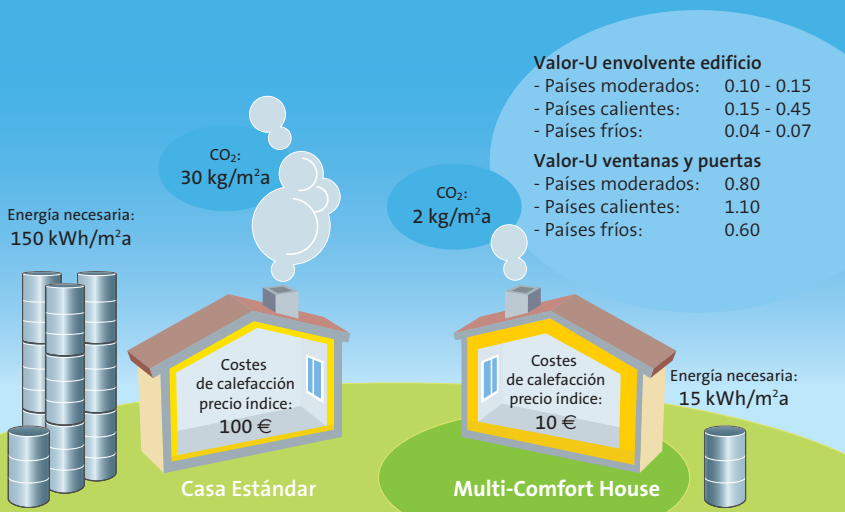 Valor-U envolvente edificio
- Países moderados: 0.10 - 0.15
- Países calientes: 0.15 - 0.45
- Países fríos: 0.04 - 0.07
Valor-U ventanas y puertas
- Países moderados: 0.80
- Países calientes: 1.10
- Países fríos: 0.60
CO₂:
30 kg/m²a
CO₂:
2 kg/m²a
Energía necesaria:
150 kWh/m²a
Costes
de calefacción
precio índice:
100 €
Costes
de calefacción
precio índice:
10 €
Energía necesaria:
15 kWh/m²a
Casa Estándar
Multi-Comfort House